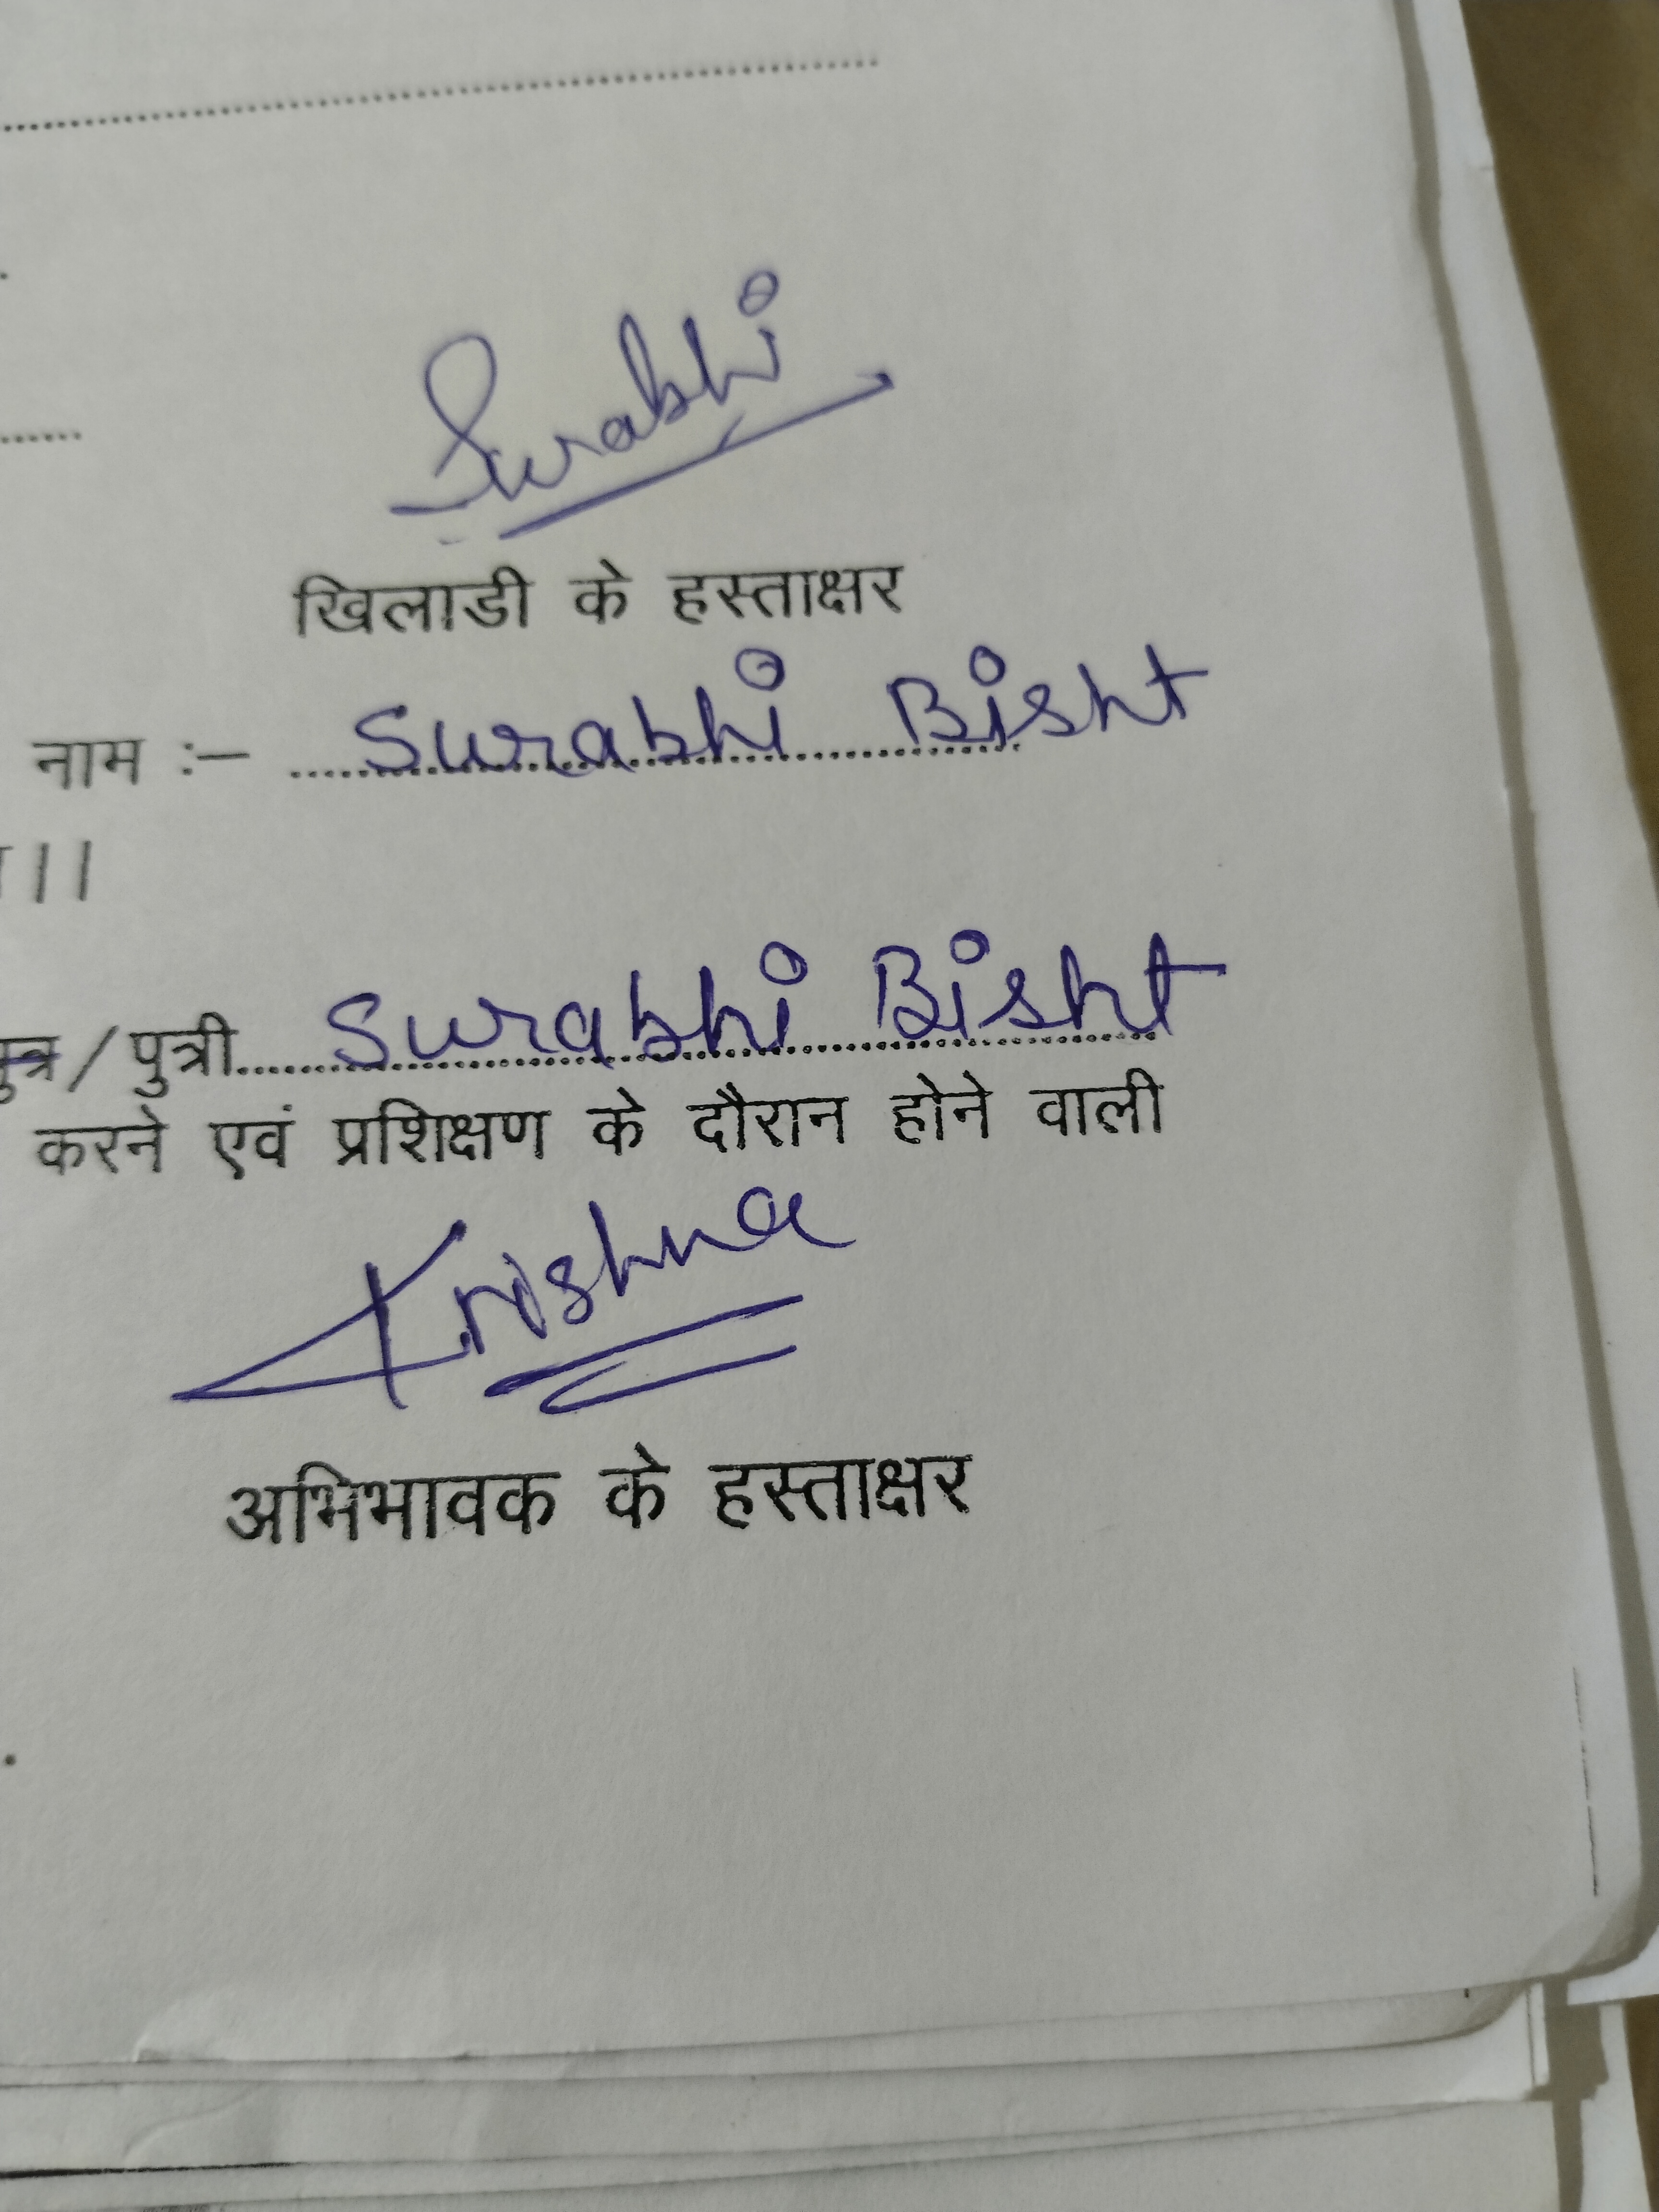 Surabhi
खिलाडी के हस्ताक्षर
नाम :– Surabhi Bisht
।।
पुत्र / पुत्री Surabhi Bisht
करने एवं प्रशिक्षण के दौरान होने वाली
Krishna
अभिभावक के हस्ताक्षर